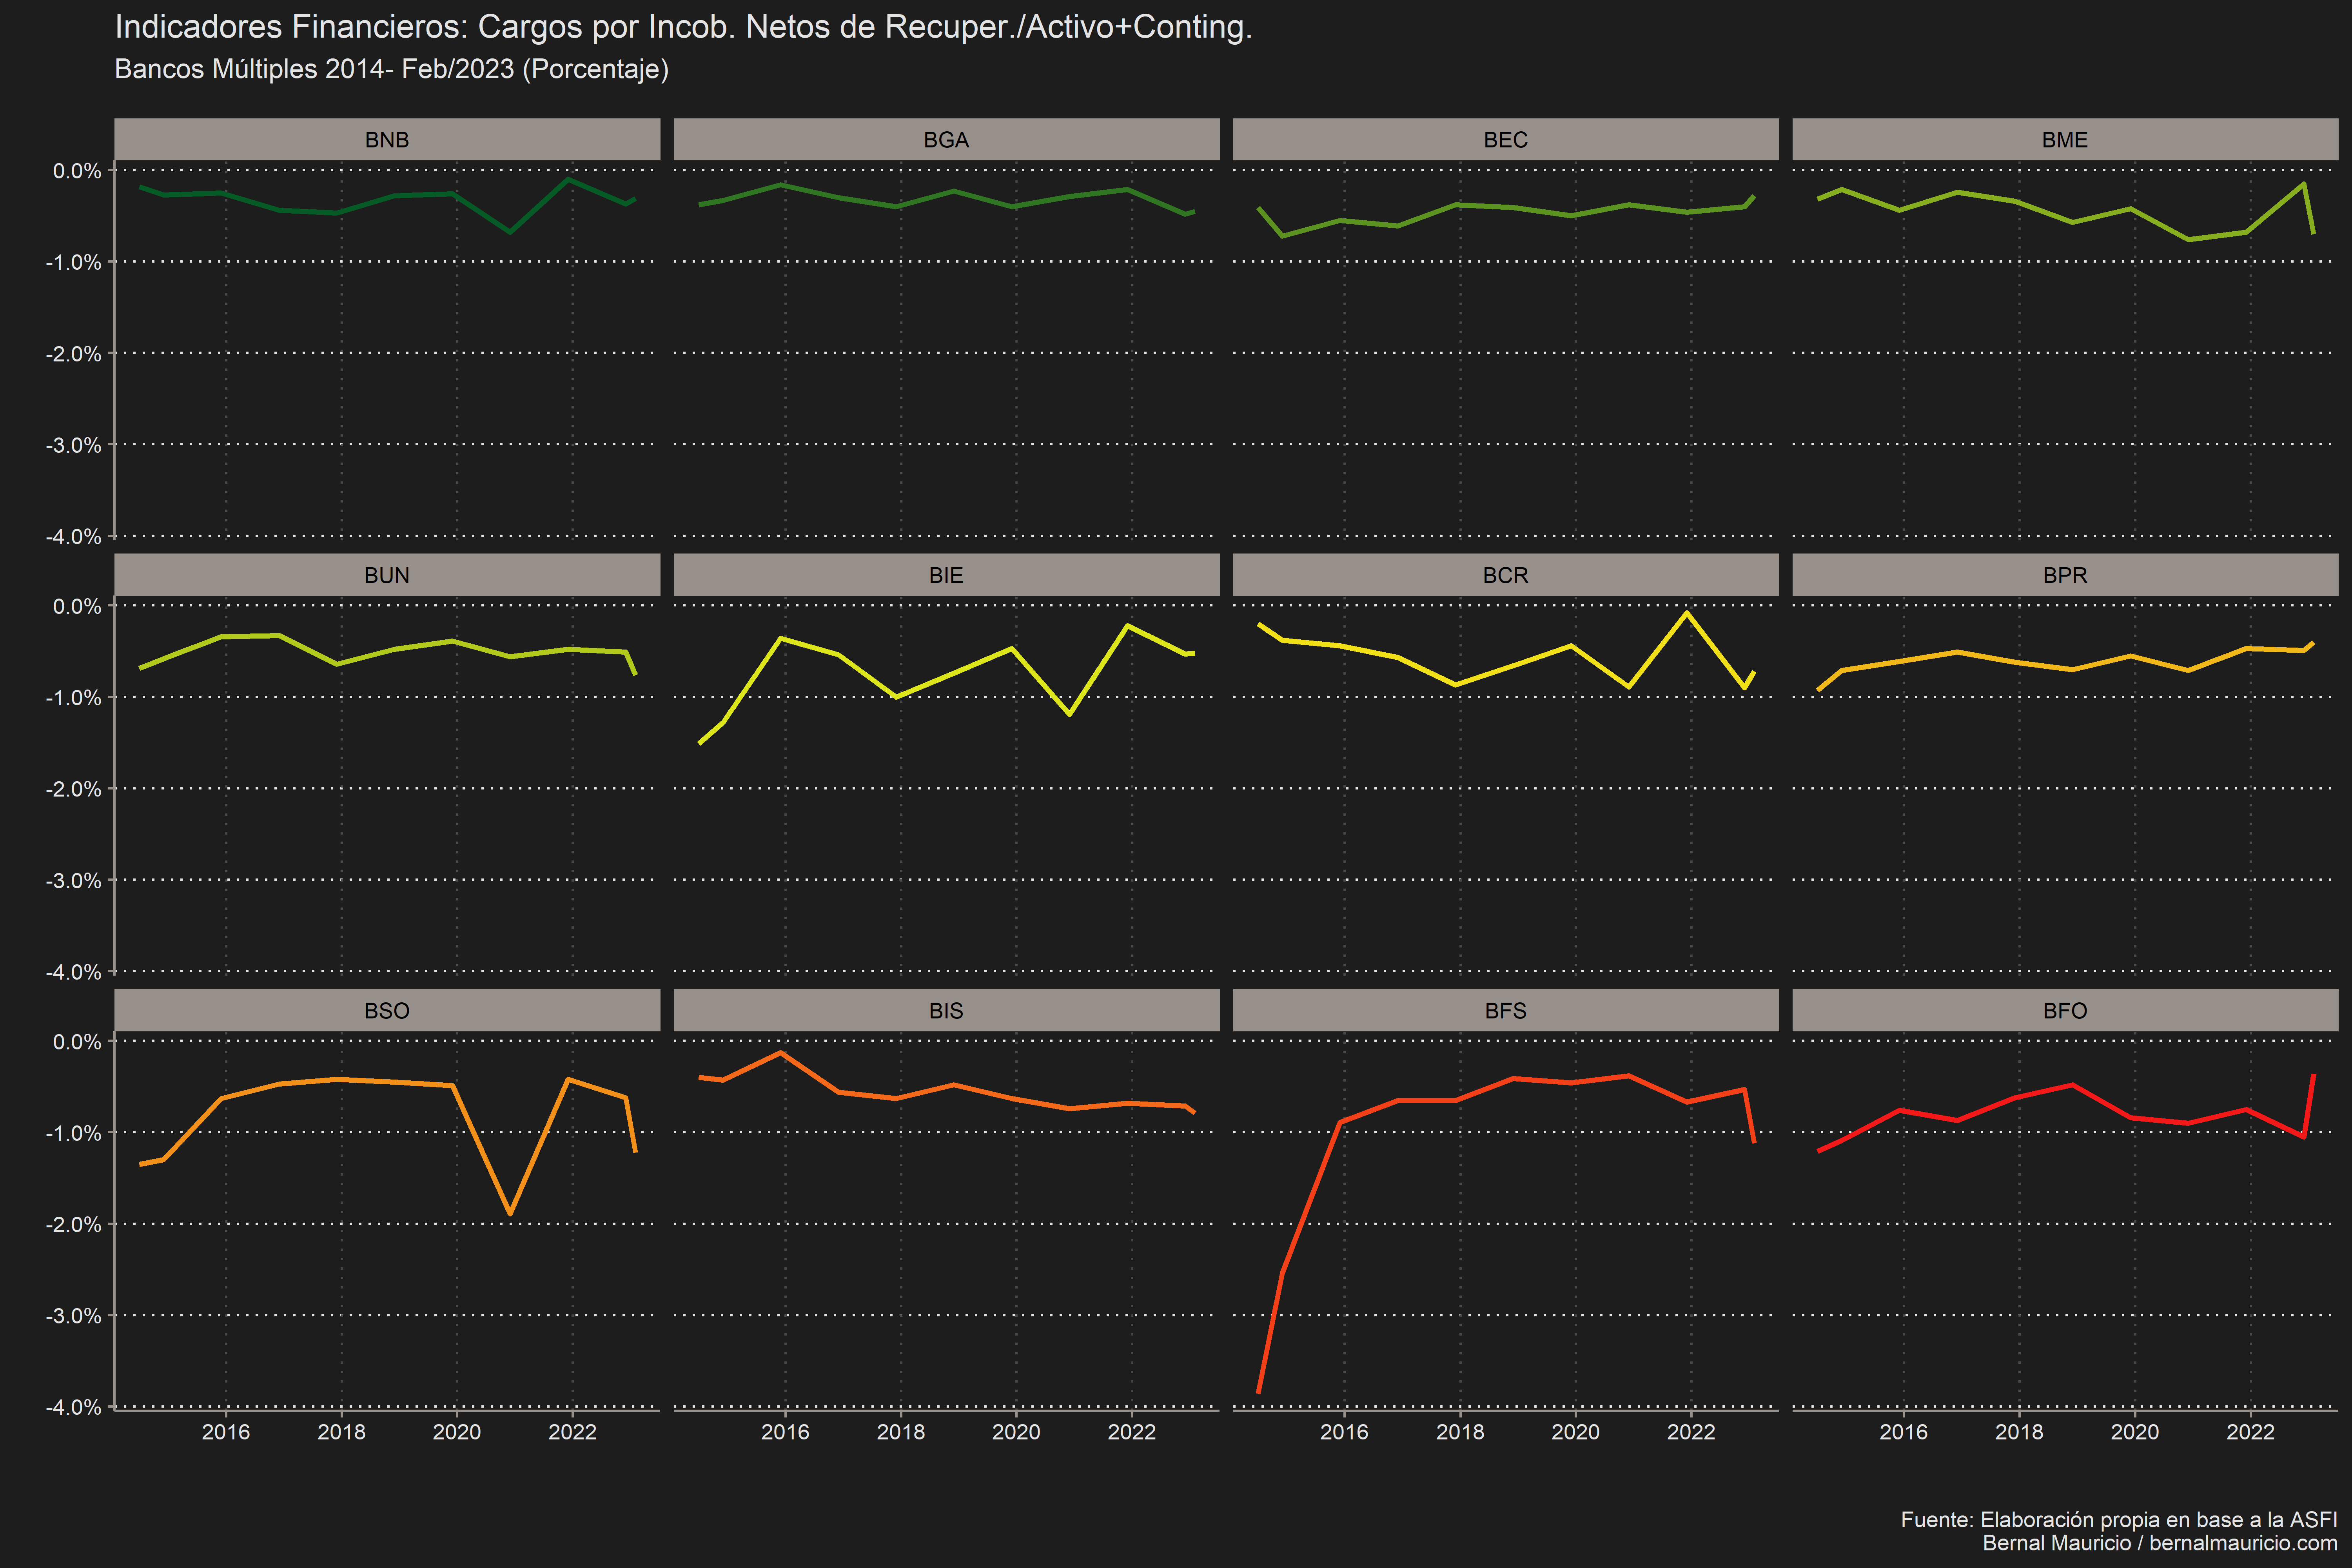 Indicadores Financieros: Cargos por Incob. Netos de Recuper./Activo+Conting.
Bancos Múltiples 2014- Feb/2023 (Porcentaje)
BNB BGA BEC BME
0.0%
-1.0%
-2.0%
-3.0%
-4.0%
BUN BIE BCR BPR
0.0%
-1.0%
-2.0%
-3.0%
-4.0%
BSO BIS BFS BFO
0.0%
-1.0%
-2.0%
-3.0%
-4.0%
2016 2018 2020 2022 2016 2018 2020 2022 2016 2018 2020 2022 2016 2018 2020 2022
Fuente: Elaboración propia en base a la ASFI
Bernal Mauricio / bernalmauricio.com